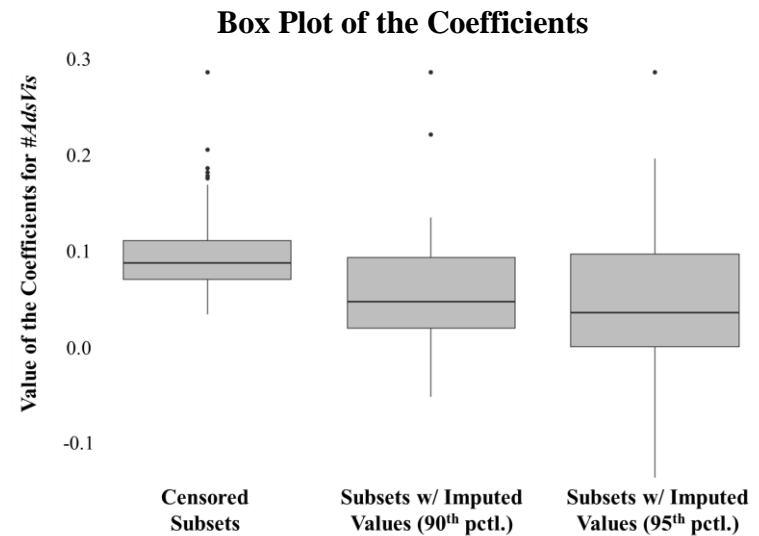 Box Plot of the Coefficients
Value of the Coefficients for #AdsVis
0.3
0.2
0.1
0.0
-0.1
Censored
Subsets
Subsets w/ Imputed
Values (90th pctl.)
Subsets w/ Imputed
Values (95th pctl.)